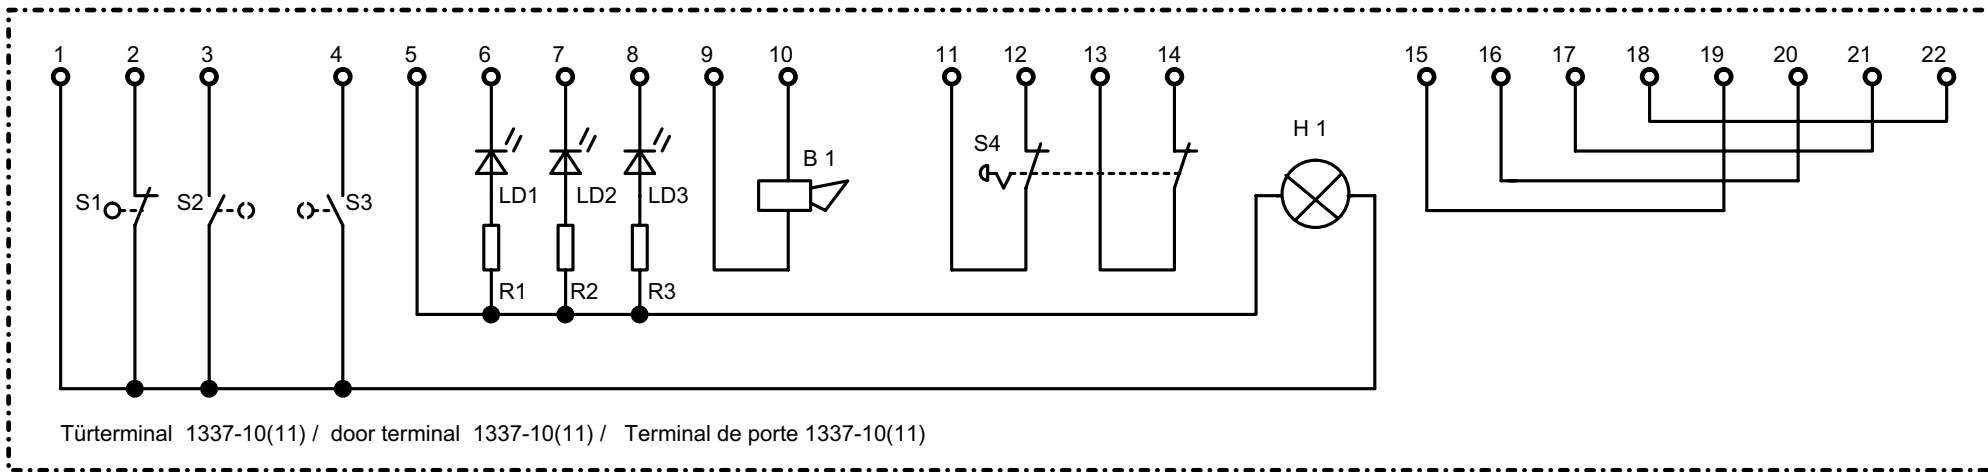 1 2 3 4 5 6 7 8 9 10 11 12 13 14 15 16 17 18 19 20 21 22
H 1
S4
B 1
S1 S2 S3 LD1 LD2 LD3
R1 R2 R3
Türterminal 1337-10(11) / door terminal 1337-10(11) / Terminal de porte 1337-10(11)